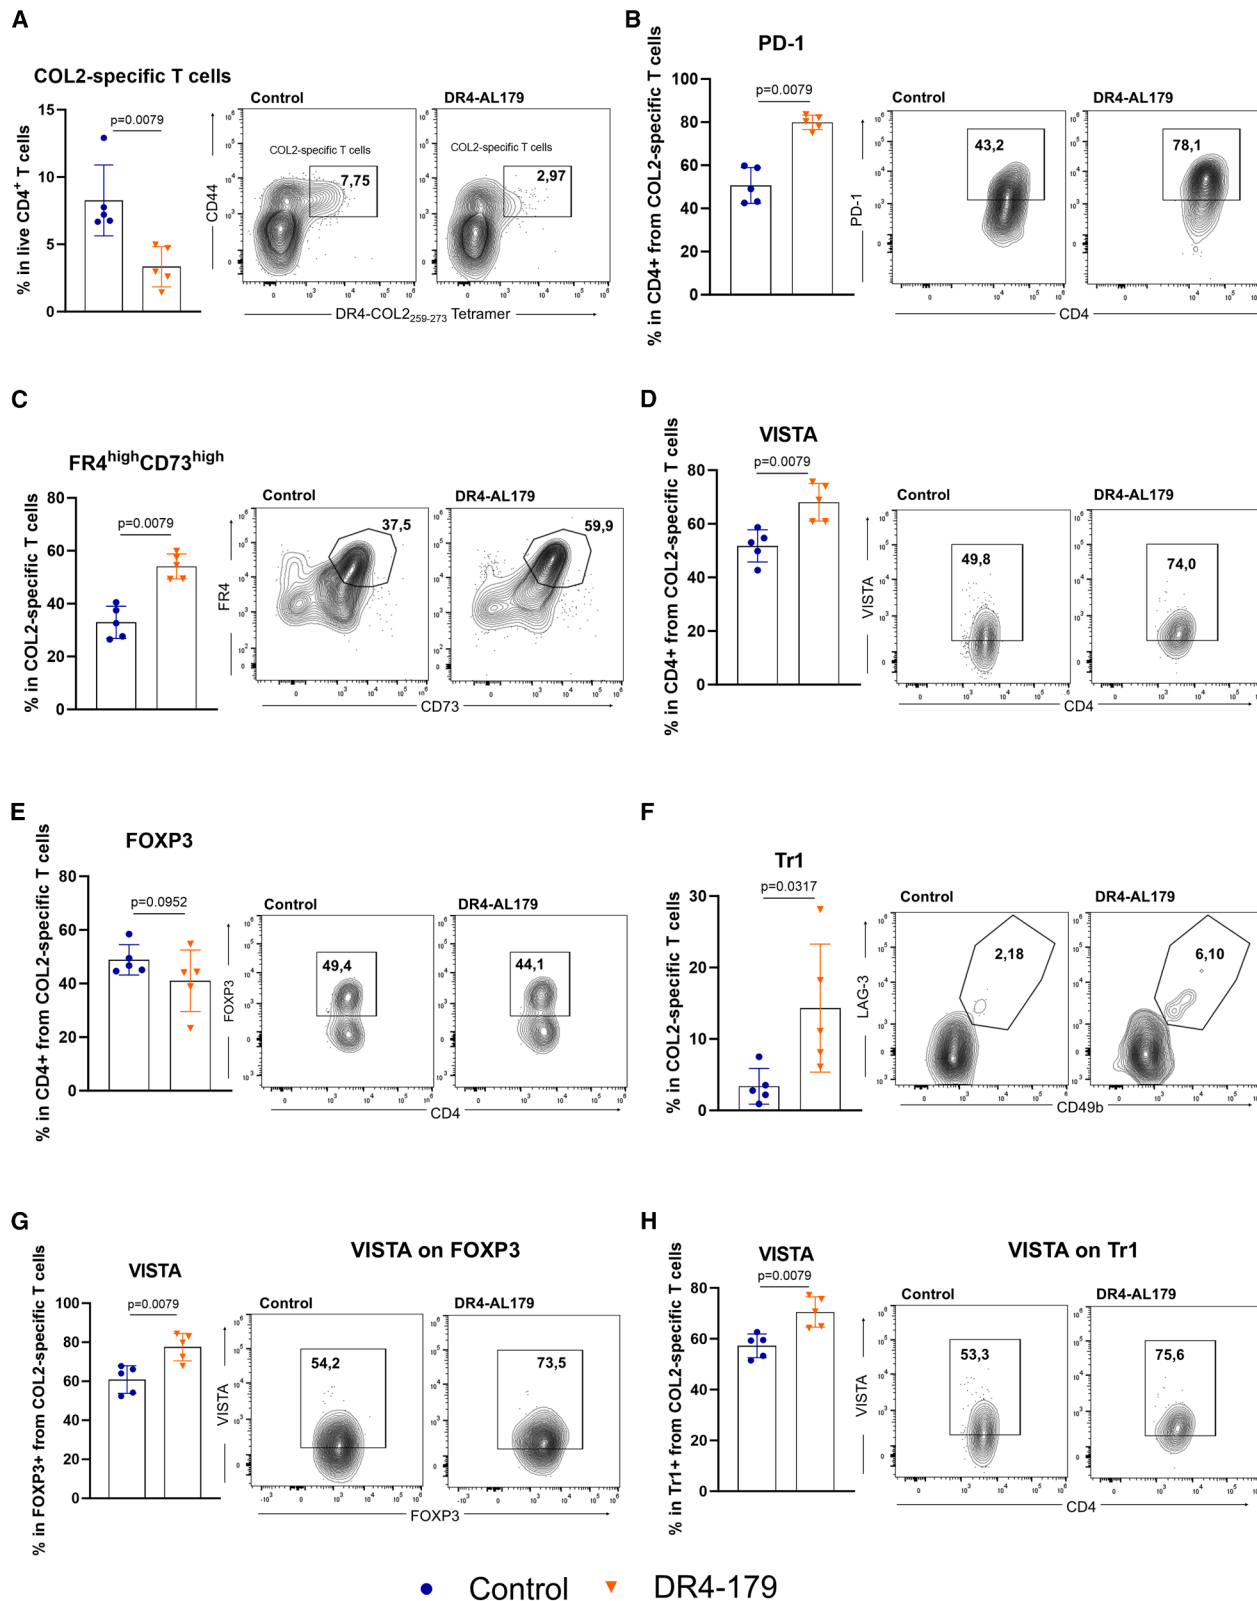 A
COL2-specific T cells
% in live CD4+ T cells
15
10
5
0
p=0.0079
Control
DR4-AL179
COL2-specific T cells
7,75
COL2-specific T cells
2,97
CD44
DR4-COL2259-273 Tetramer
B
PD-1
% in CD4+ from COL2-specific T cells
100
80
60
40
20
0
p=0.0079
Control
DR4-AL179
43,2
78,1
PD-1
CD4
C
FR4highCD73high
% in COL2-specific T cells
80
60
40
20
0
p=0.0079
Control
DR4-AL179
37,5
59,9
FR4
CD73
D
VISTA
% in CD4+ from COL2-specific T cells
80
60
40
20
0
p=0.0079
Control
DR4-AL179
49,8
74,0
VISTA
CD4
E
FOXP3
% in CD4+ from COL2-specific T cells
80
60
40
20
0
p=0.0952
Control
DR4-AL179
49,4
44,1
FOXP3
CD4
F
Tr1
% in COL2-specific T cells
30
20
10
0
p=0.0317
Control
DR4-AL179
2,18
6,10
LAG-3
CD49b
G
VISTA on FOXP3
VISTA
% in FOXP3+ from COL2-specific T cells
100
80
60
40
20
0
p=0.0079
Control
DR4-AL179
54,2
73,5
VISTA
FOXP3
H
VISTA on Tr1
VISTA
% in Tr1+ from COL2-specific T cells
80
60
40
20
0
p=0.0079
Control
DR4-AL179
53,3
75,6
VISTA
CD4
Control
DR4-179